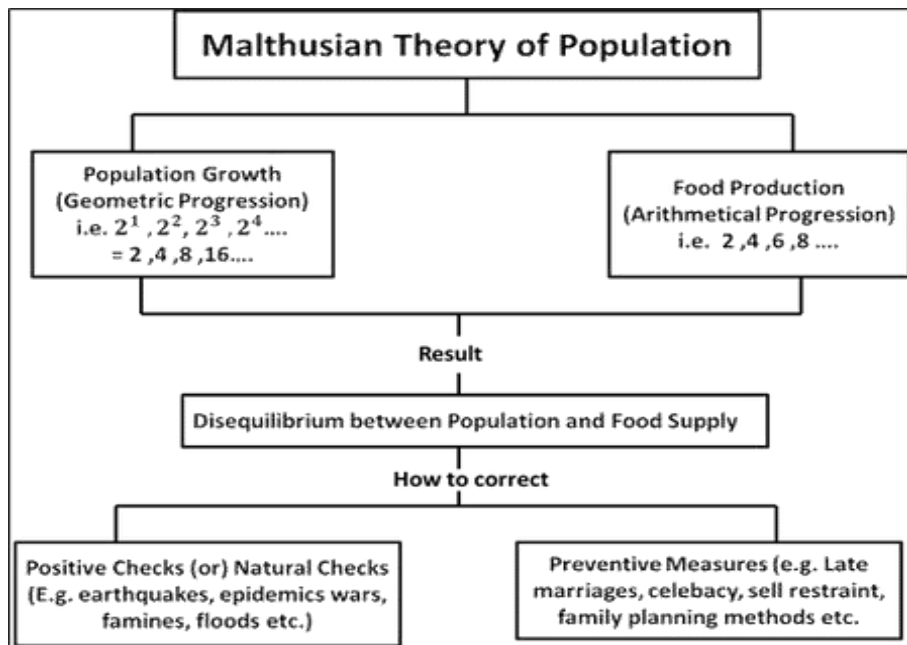 Malthusian Theory of Population
Population Growth
(Geometric Progression)
i.e. 2¹ ,2², 2³ ,2⁴....
= 2 ,4 ,8 ,16....
Food Production
(Arithmetical Progression)
i.e. 2 ,4 ,6 ,8 ....
Result
Disequilibrium between Population and Food Supply
How to correct
Positive Checks (or) Natural Checks
(E.g. earthquakes, epidemics wars,
famines, floods etc.)
Preventive Measures (e.g. Late
marriages, celebacy, sell restraint,
family planning methods etc.